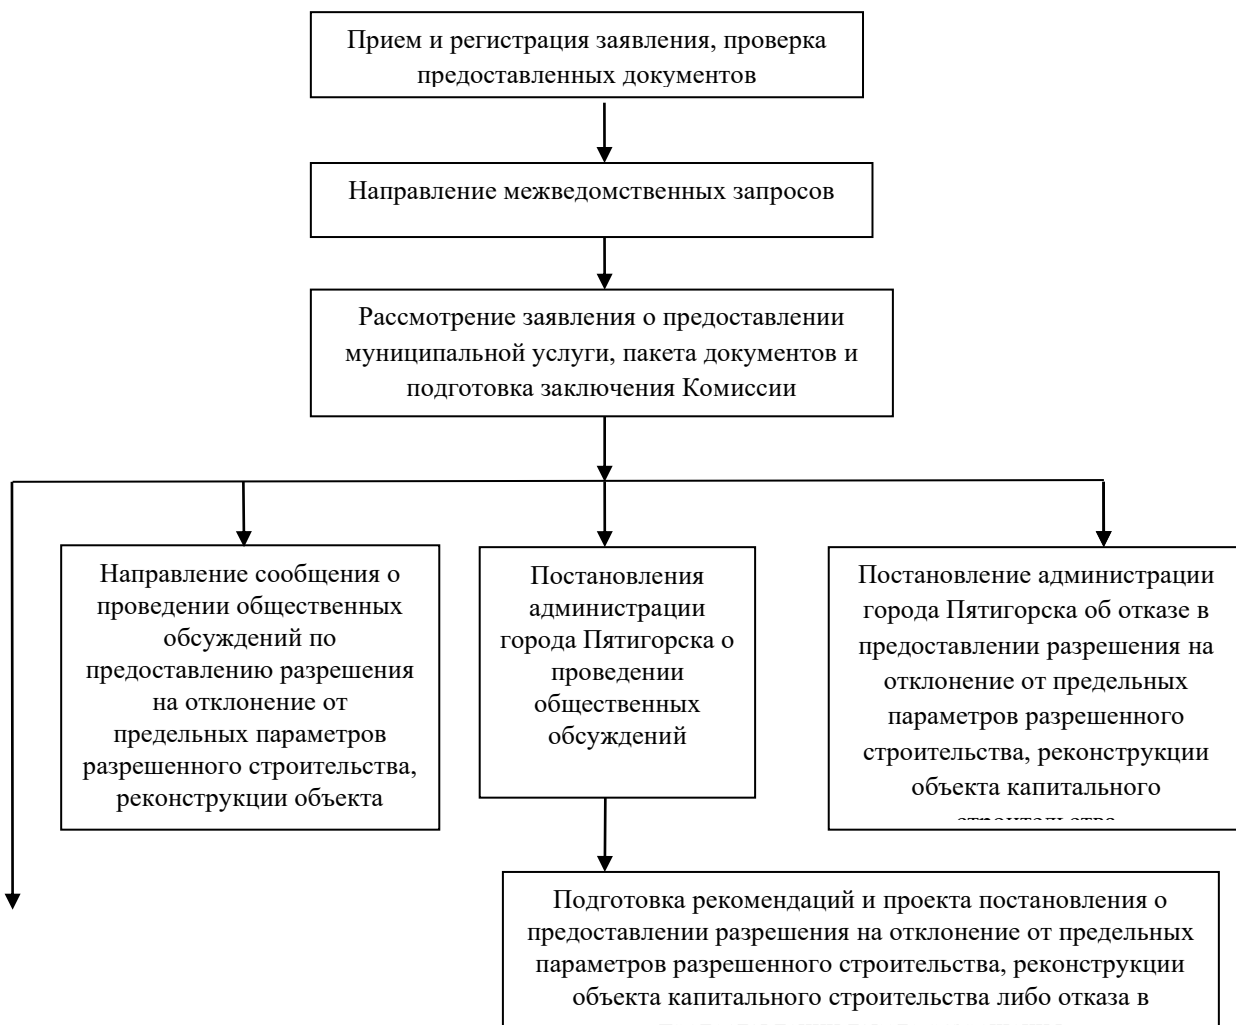 Прием и регистрация заявления, проверка
предоставленных документов
Направление межведомственных запросов
Рассмотрение заявления о предоставлении
муниципальной услуги, пакета документов и
подготовка заключения Комиссии
Направление сообщения о
проведении общественных
обсуждений по
предоставлению разрешения
на отклонение от
предельных параметров
разрешенного строительства,
реконструкции объекта
Постановления
администрации
города Пятигорска о
проведении
общественных
обсуждений
Постановление администрации
города Пятигорска об отказе в
предоставлении разрешения на
отклонение от предельных
параметров разрешенного
строительства, реконструкции
объекта капитального
строительства
Подготовка рекомендаций и проекта постановления о
предоставлении разрешения на отклонение от предельных
параметров разрешенного строительства, реконструкции
объекта капитального строительства либо отказа в